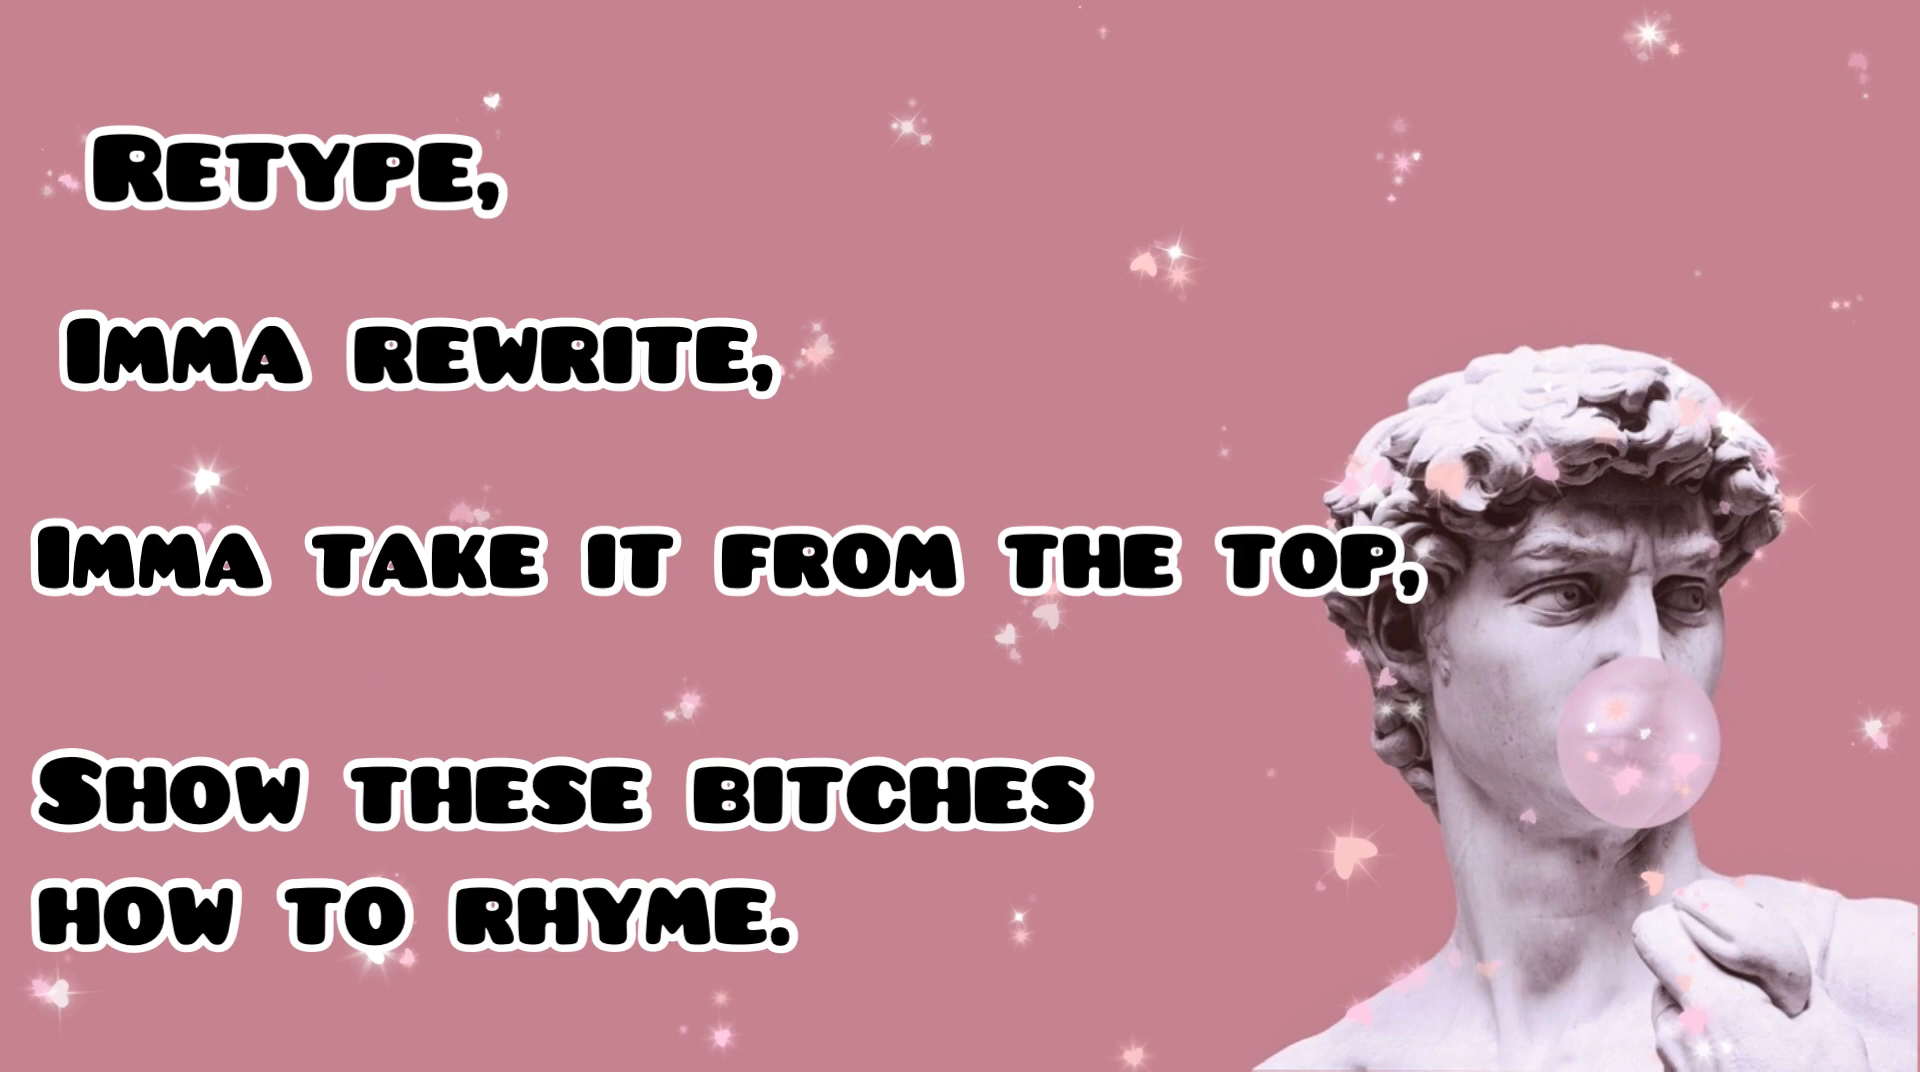 Retype,
Imma rewrite,
Imma take it from the top,
Show these bitches
how to rhyme.